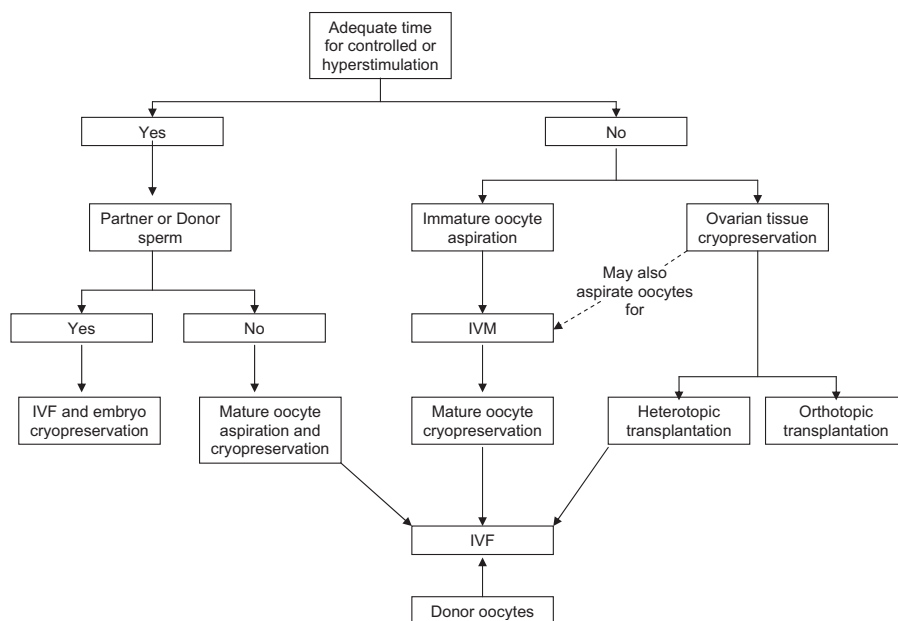 Adequate time
for controlled or
hyperstimulation
Yes
No
Partner or Donor
sperm
Immature oocyte
aspiration
Ovarian tissue
cryopreservation
May also
aspirate oocytes
for
Yes
No
IVM
IVF and embryo
cryopreservation
Mature oocyte
aspiration and
cryopreservation
Mature oocyte
cryopreservation
Heterotopic
transplantation
Orthotopic
transplantation
IVF
Donor oocytes